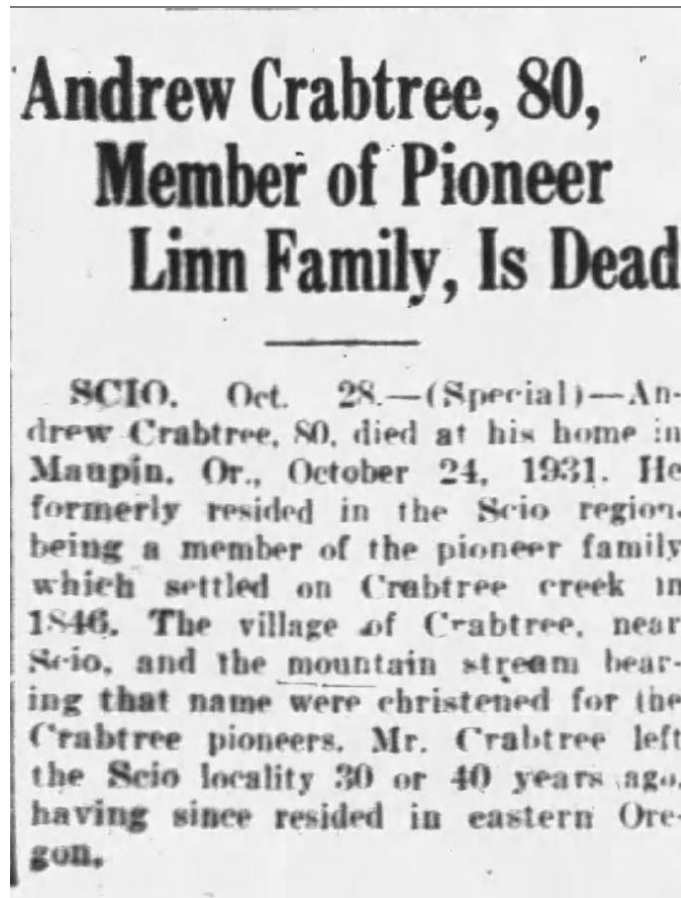 Andrew Crabtree, 80,
Member of Pioneer
Linn Family, Is Dead
SCIO, Oct. 28.—(Special)—An-
drew Crabtree, 80, died at his home in
Maupin, Or., October 24, 1931. He
formerly resided in the Scio region,
being a member of the pioneer family
which settled on Crabtree creek in
1846. The village of Crabtree, near
Scio, and the mountain stream bear-
ing that name were christened for the
Crabtree pioneers. Mr. Crabtree left
the Scio locality 30 or 40 years ago,
having since resided in eastern Ore-
gon.